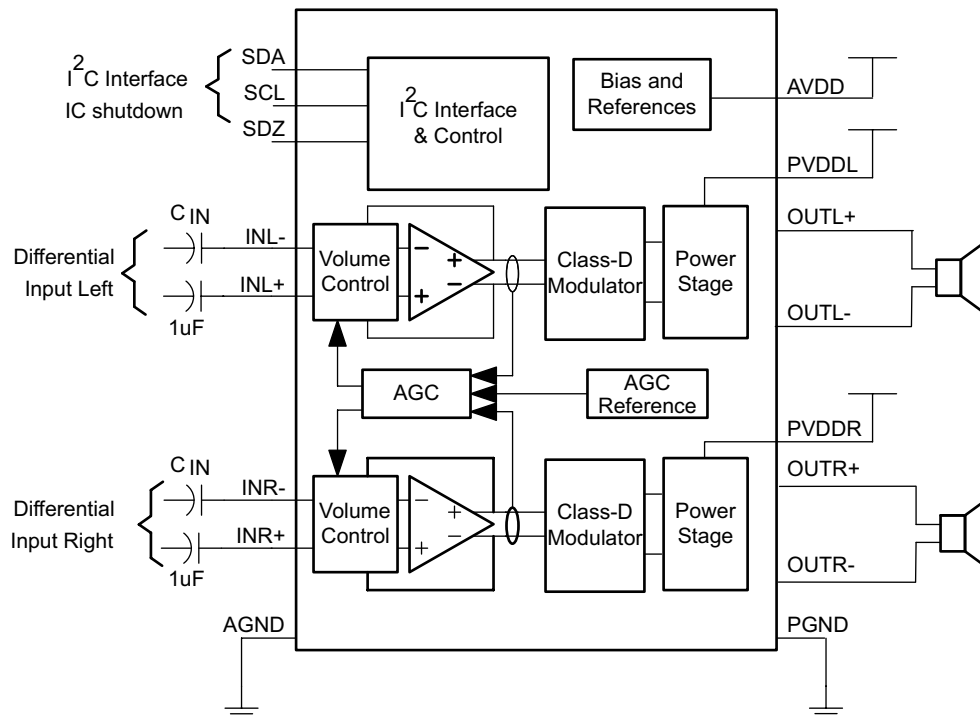 I2C Interface
IC shutdown
SDA
SCL
SDZ
I2C Interface
& Control
Bias and
References
AVDD
PVDDL
Differential
Input Left
CIN
1uF
INL-
INL+
Volume
Control
−
+
+
−
Class-D
Modulator
Power
Stage
OUTL+
OUTL-
AGC
AGC
Reference
PVDDR
Differential
Input Right
CIN
1uF
INR-
INR+
Volume
Control
−
+
+
−
Class-D
Modulator
Power
Stage
OUTR+
OUTR-
AGND
PGND